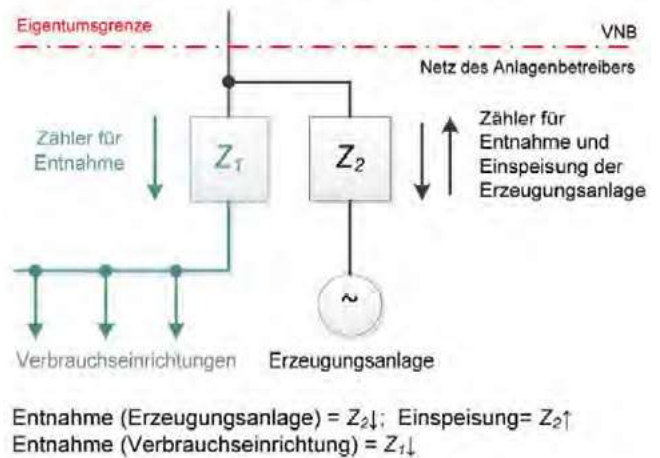 Eigentumsgrenze
VNB
Netz des Anlagenbetreibers
Zähler für
Entnahme
Z1
Z2
Zähler für
Entnahme und
Einspeisung der
Erzeugungsanlage
~
Verbrauchseinrichtungen
Erzeugungsanlage
Entnahme (Erzeugungsanlage) = Z2↓; Einspeisung= Z2↑
Entnahme (Verbrauchseinrichtung) = Z1↓